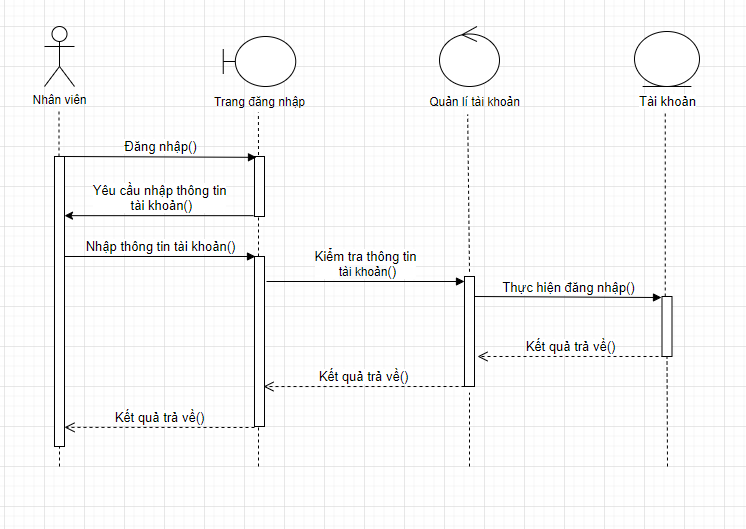 Nhân viên
Trang đăng nhập
Quản lí tài khoản
Tài khoản
Đăng nhập()
Yêu cầu nhập thông tin
tài khoản()
Nhập thông tin tài khoản()
Kiểm tra thông tin
tài khoản()
Thực hiện đăng nhập()
Kết quả trả về()
Kết quả trả về()
Kết quả trả về()